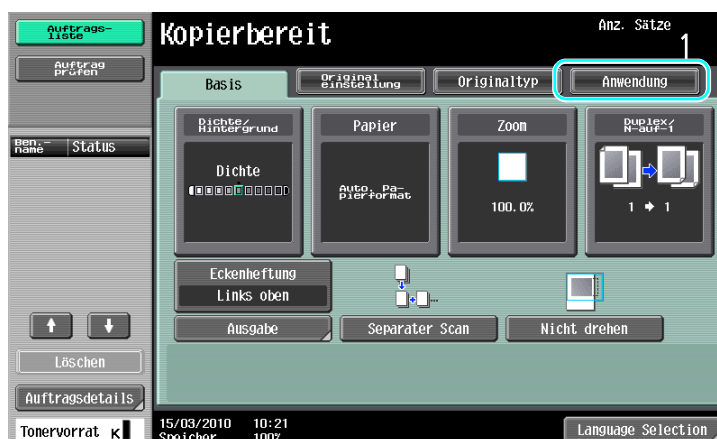 Auftrags-
liste
Auftrag
prüfen
Ben.-
name
Status
Löschen
Auftragsdetails
Tonervorrat K
Kopierbereit
Anz. Sätze
1
Basis
Original
einstellung
Originaltyp
Anwendung
Dichte/
Hintergrund
Dichte
Papier
Auto. Pa-
pierformat
Zoom
100.0%
Duplex/
N-auf-1
1 → 1
Eckenheftung
Links oben
Ausgabe
Separater Scan
Nicht drehen
15/03/2010 10:21
Speicher 100%
Language Selection